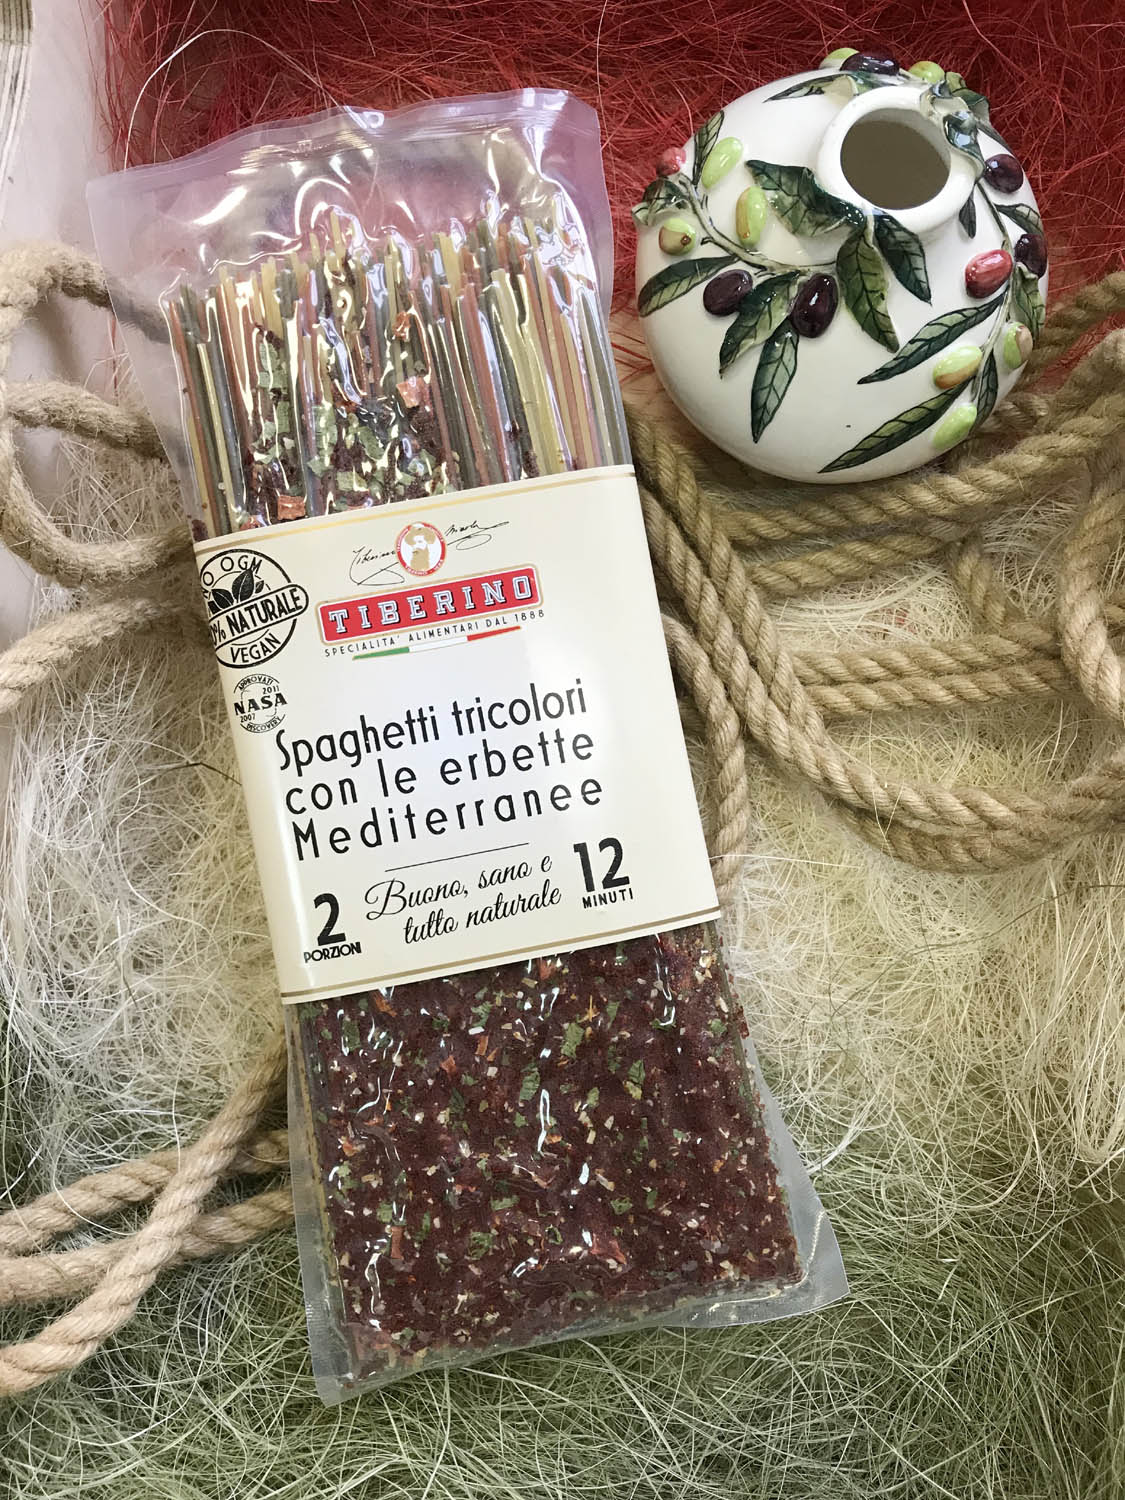 OGM
NATURALE
VEGAN
APPROVATI
2011
NASA
2007
DISCOVERY
TIBERINO
SPECIALITA' ALIMENTARI DAL 1888
Spaghetti tricolori
con le erbette
Mediterranee
2
PORZIONI
Buono, sano e
tutto naturale
12
MINUTI